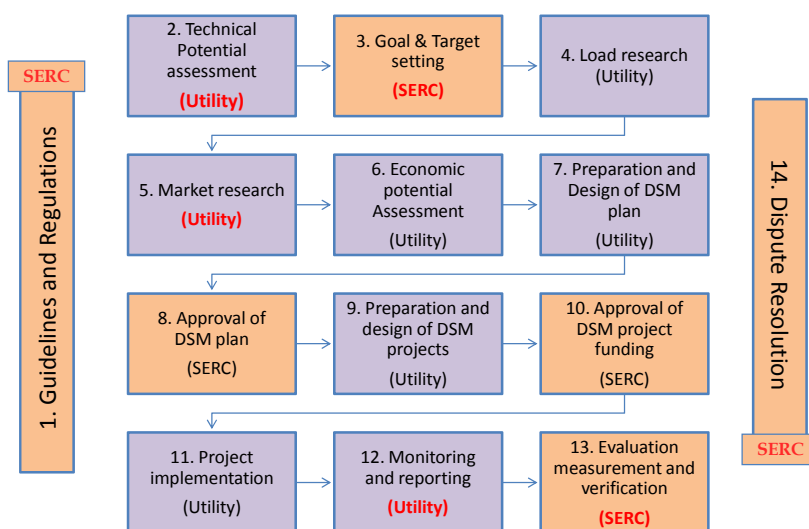 SERC
1. Guidelines and Regulations
2. Technical
Potential
assessment
(Utility)
3. Goal & Target
setting
(SERC)
4. Load research
(Utility)
5. Market research
(Utility)
6. Economic
potential
Assessment
(Utility)
7. Preparation and
Design of DSM
plan
(Utility)
8. Approval of
DSM plan
(SERC)
9. Preparation and
design of DSM
projects
(Utility)
10. Approval of
DSM project
funding
(SERC)
11. Project
implementation
(Utility)
12. Monitoring
and reporting
(Utility)
13. Evaluation
measurement and
verification
(SERC)
14. Dispute Resolution
SERC